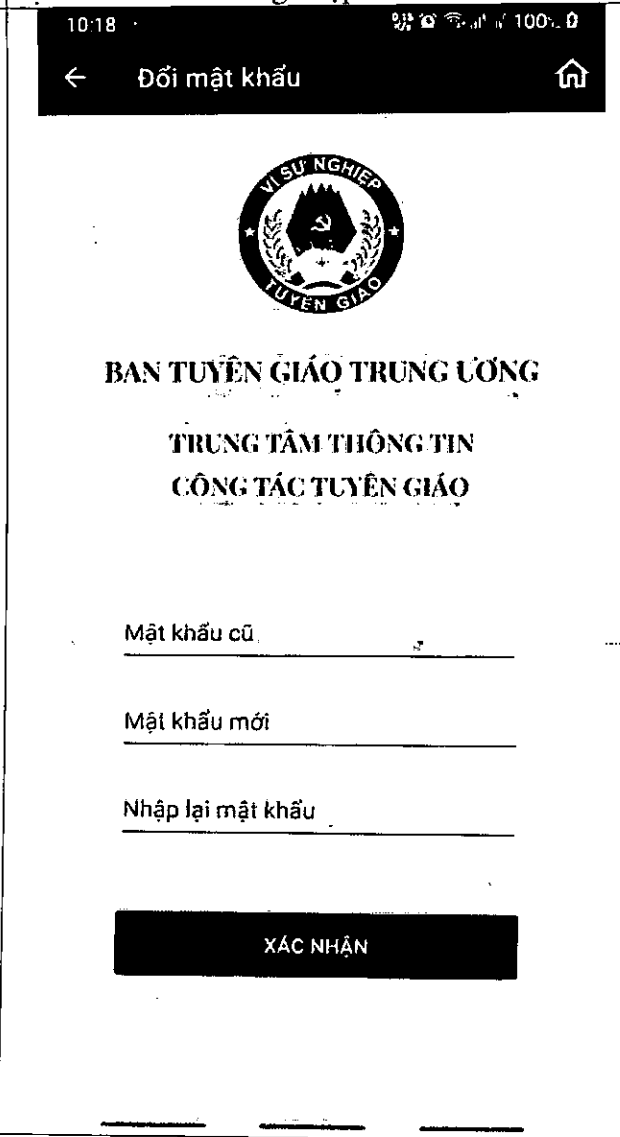 10:18
100%
Đổi mật khẩu
VÌ SỰ NGHIỆP
TUYÊN GIÁO
BAN TUYÊN GIÁO TRUNG ƯƠNG
TRUNG TÂM THÔNG TIN
CÔNG TÁC TUYÊN GIÁO
Mật khẩu cũ
Mật khẩu mới
Nhập lại mật khẩu
XÁC NHẬN